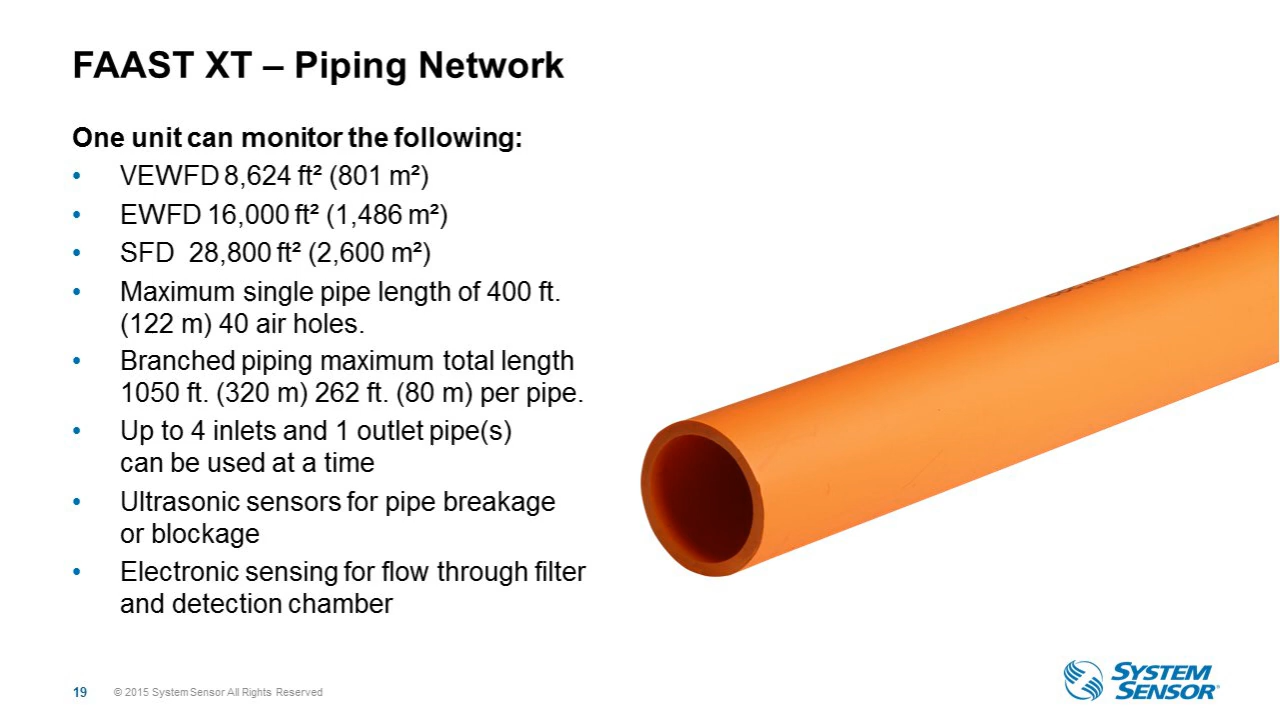 FAAST XT – Piping Network
One unit can monitor the following:
• VEWFD 8,624 ft² (801 m²)
• EWFD 16,000 ft² (1,486 m²)
• SFD  28,800 ft² (2,600 m²)
• Maximum single pipe length of 400 ft.
(122 m) 40 air holes.
• Branched piping maximum total length
1050 ft. (320 m) 262 ft. (80 m) per pipe.
• Up to 4 inlets and 1 outlet pipe(s)
can be used at a time
• Ultrasonic sensors for pipe breakage
or blockage
• Electronic sensing for flow through filter
and detection chamber
19 © 2015 System Sensor All Rights Reserved
SYSTEM
SENSOR®